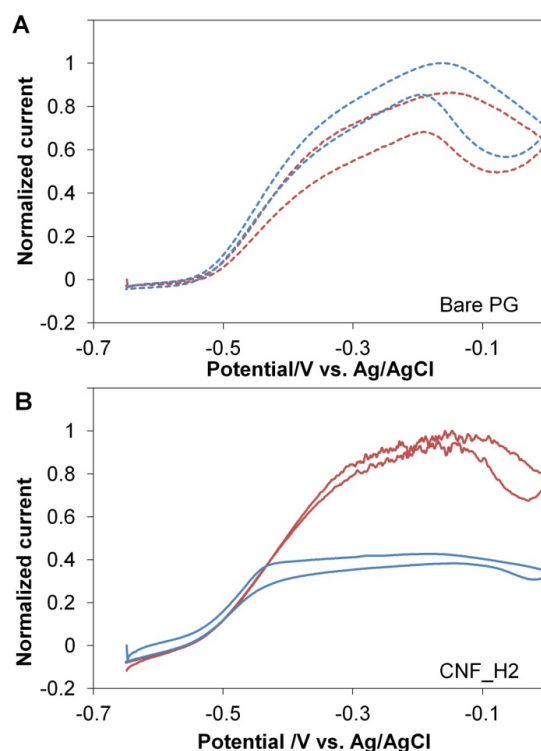 A
1
0.8
0.6
0.4
0.2
0
-0.2
Normalized current
Bare PG
-0.7 -0.5 -0.3 -0.1
Potential/V vs. Ag/AgCl
B
1
0.8
0.6
0.4
0.2
0
-0.2
Normalized current
CNF_H2
-0.7 -0.5 -0.3 -0.1
Potential /V vs. Ag/AgCl